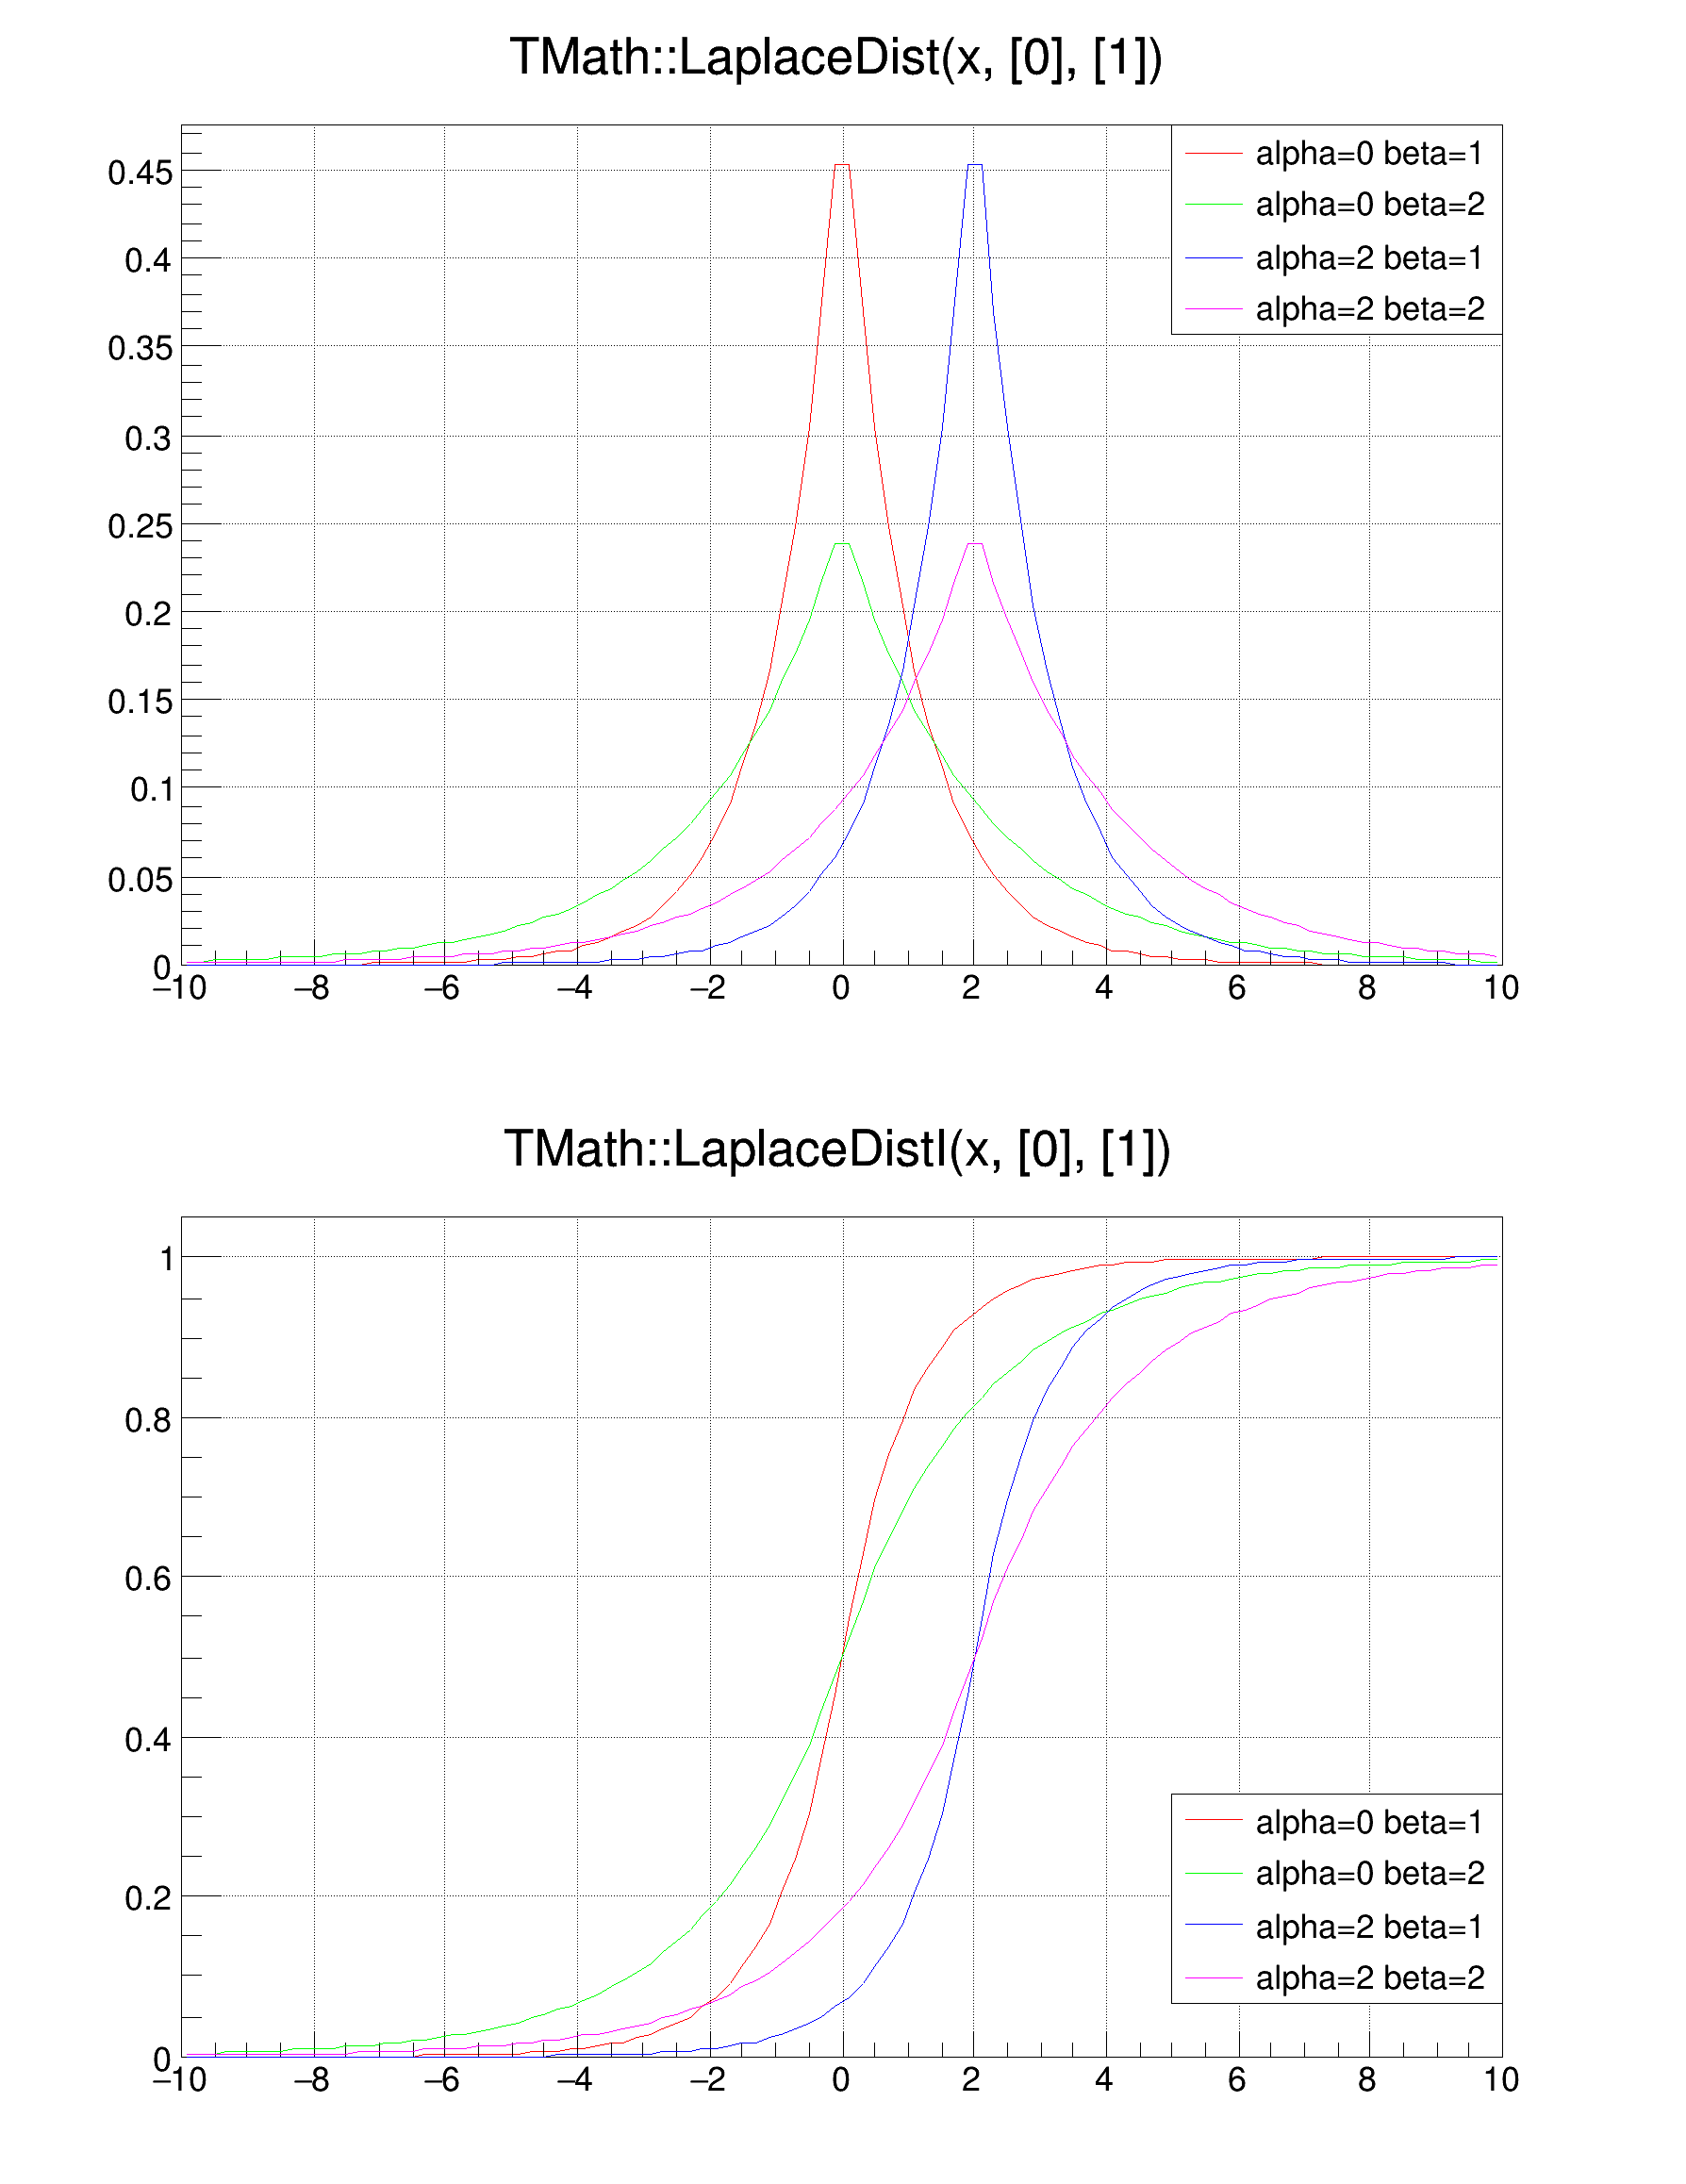 TMath::LaplaceDist(x, [0], [1])
alpha=0 beta=1
alpha=0 beta=2
alpha=2 beta=1
alpha=2 beta=2
0.45
0.4
0.35
0.3
0.25
0.2
0.15
0.1
0.05
0
−10 −8 −6 −4 −2 0 2 4 6 8 10
TMath::LaplaceDistI(x, [0], [1])
1
0.8
0.6
0.4
0.2
0
alpha=0 beta=1
alpha=0 beta=2
alpha=2 beta=1
alpha=2 beta=2
−10 −8 −6 −4 −2 0 2 4 6 8 10